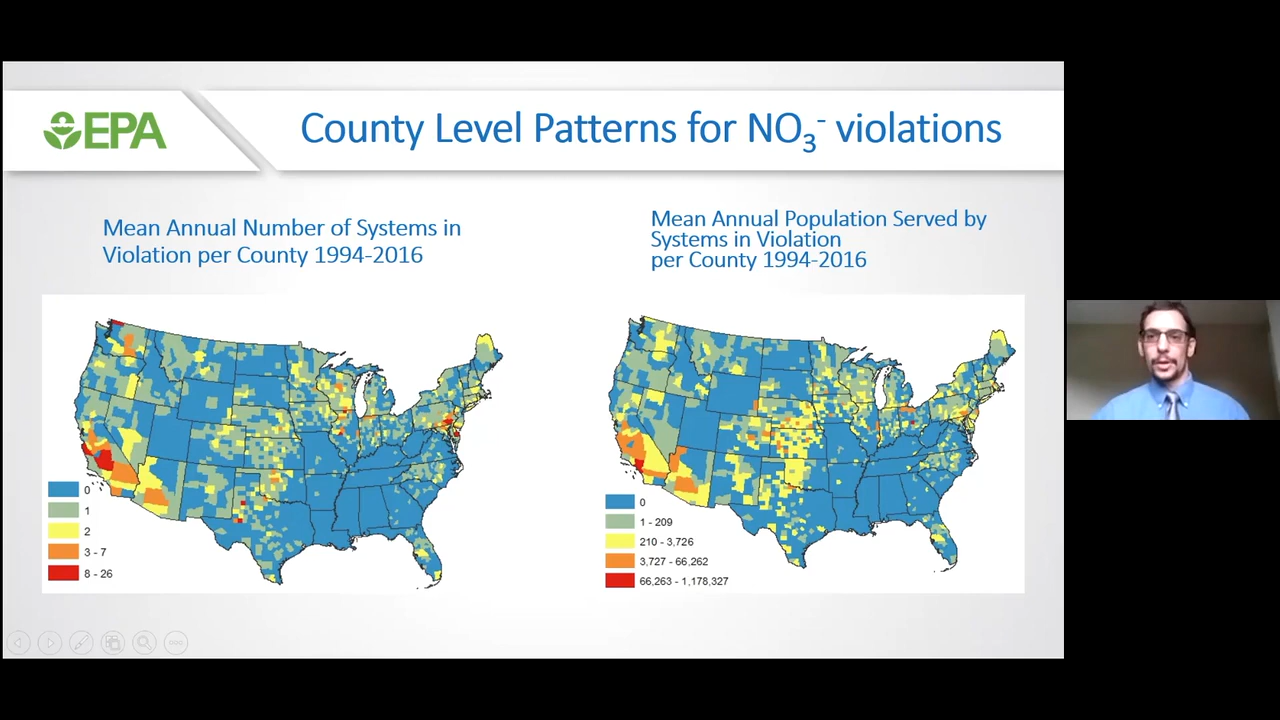 EPA
County Level Patterns for NO₃⁻ violations
Mean Annual Number of Systems in
Violation per County 1994-2016
Mean Annual Population Served by
Systems in Violation
per County 1994-2016
0
1
2
3 - 7
8 - 26
0
1 - 209
210 - 3,726
3,727 - 66,262
66,263 - 1,178,327